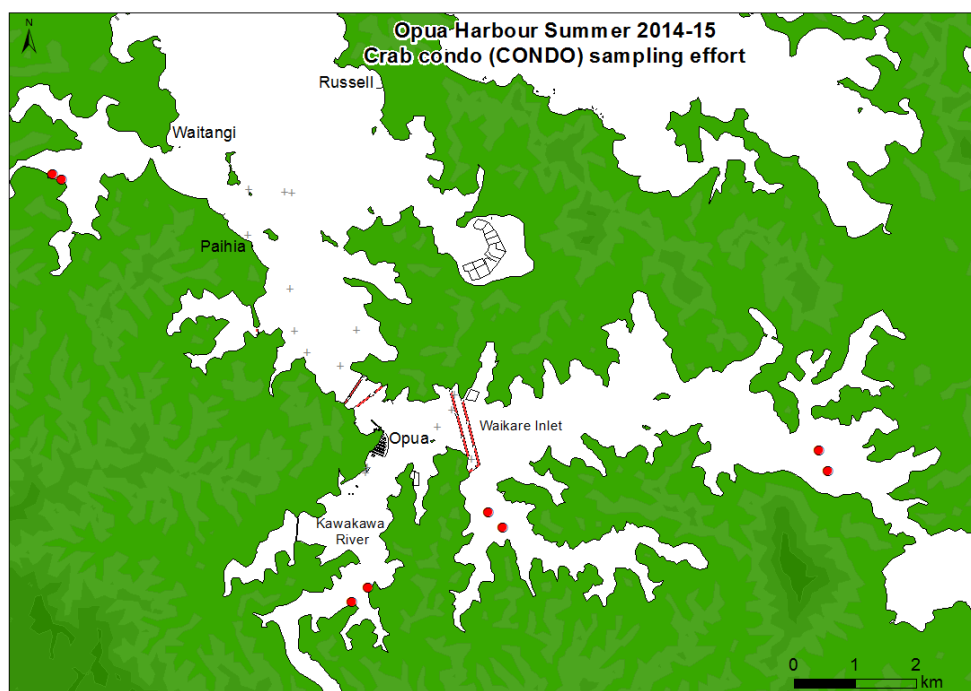 N
Opua Harbour Summer 2014-15
Crab condo (CONDO) sampling effort
Russell
Waitangi
Paihia
Opua
Waikare Inlet
Kawakawa
River
0 1 2
km